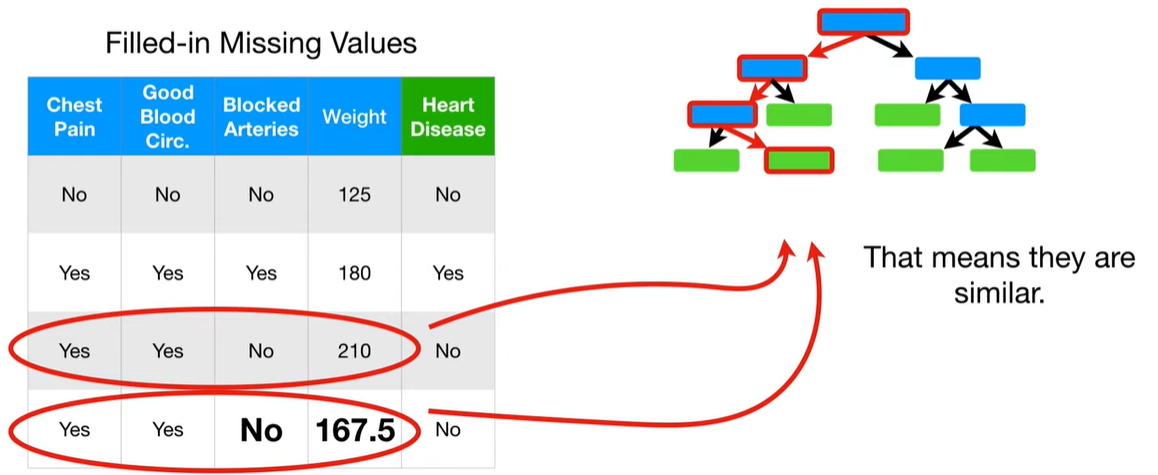 Filled-in Missing Values
Chest Pain
Good Blood Circ.
Blocked Arteries
Weight
Heart Disease
No No No 125 No
Yes Yes Yes 180 Yes
Yes Yes No 210 No
Yes Yes No 167.5 No
That means they are
similar.